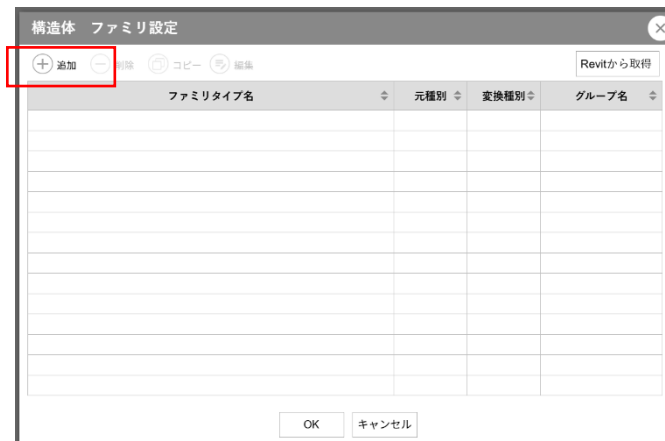 構造体 ファミリ設定
追加 削除 コピー 編集 Revitから取得
ファミリタイプ名 元種別 変換種別 グループ名
OK キャンセル